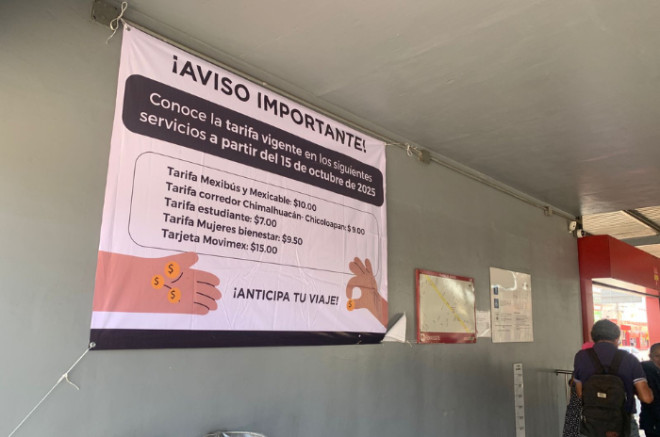 ¡AVISO IMPORTANTE!
Conoce la tarifa vigente en los siguientes
servicios a partir del 15 de octubre de 2025
Tarifa Mexibús y Mexicable: $10.00
Tarifa corredor Chimalhuacán- Chicoloapan: $ 9.00
Tarifa estudiante: $7.00
Tarifa Mujeres bienestar: $9.50
Tarjeta Movimex: $15.00
¡ANTICIPA TU VIAJE!